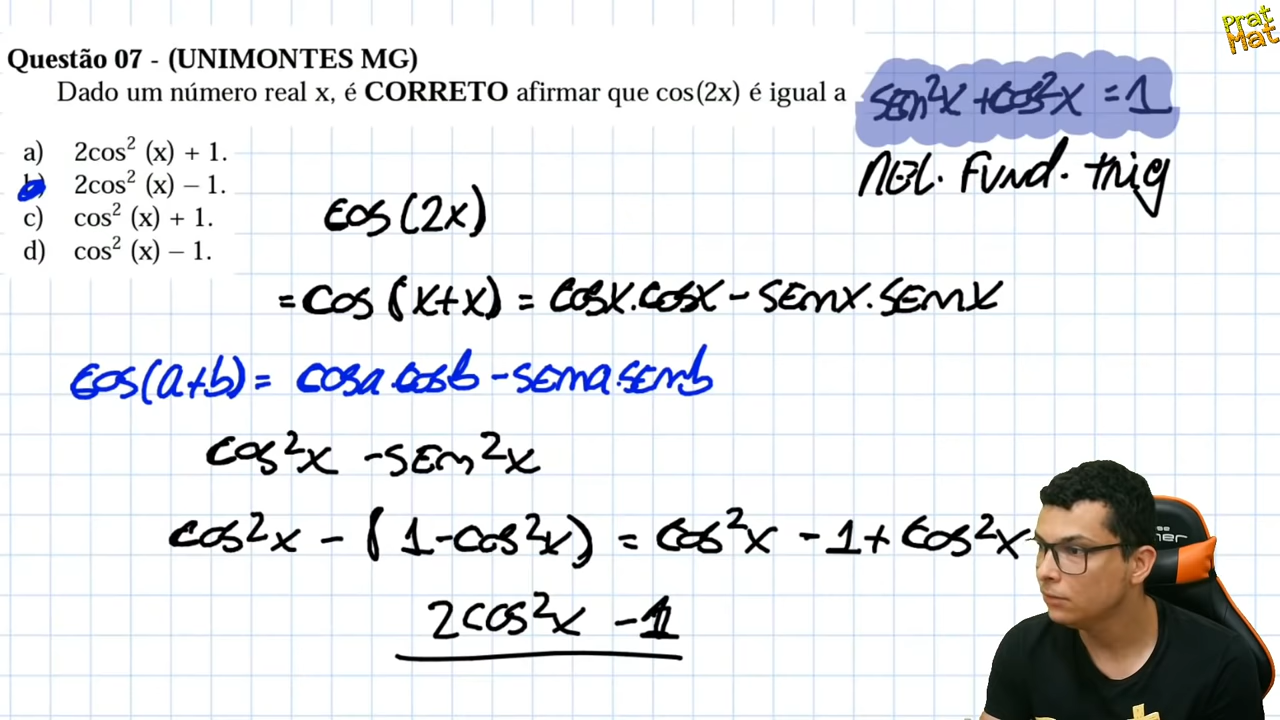 Prat
Mat
Questão 07 - (UNIMONTES MG)
Dado um número real x, é CORRETO afirmar que cos(2x) é igual a
sen²x + cos²x = 1
REL. Fund. trig
a) 2cos² (x) + 1.
b) 2cos² (x) – 1.
c) cos² (x) + 1.
d) cos² (x) – 1.
cos(2x)
= cos (x+x) = cosx.cosx - senx.senx
cos(a+b) = cosa.cosb - sena.senb
cos²x - sen²x
cos²x - (1-cos²x) = cos²x - 1 + cos²x
2cos²x - 1